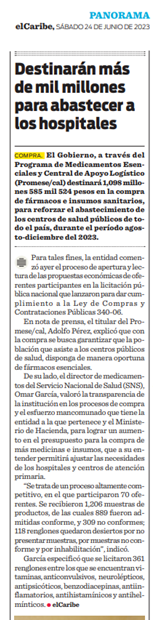 PANORAMA
elCaribe, SÁBADO 24 DE JUNIO DE 2023
Destinarán más
de mil millones
para abastecer a
los hospitales
COMPRA. El Gobierno, a través del
Programa de Medicamentos Esen-
ciales y Central de Apoyo Logístico
(Promese/cal) destinará 1,098 millo-
nes 585 mil 524 pesos en la compra
de fármacos e insumos sanitarios,
para reforzar el abastecimiento de
los centros de salud públicos de to-
do el país, durante el período agos-
to-diciembre del 2023.
Para tales fines, la entidad comen-
zó ayer el proceso de apertura y lec-
tura de las propuestas económicas de ofe-
rentes participantes en la licitación pú-
blica nacional que lanzaron para dar cum-
plimiento a la Ley de Compras y
Contrataciones Públicas 340-06.
En nota de prensa, el titular del Pro-
mese/cal, Adolfo Pérez, explicó que con
la compra se busca garantizar que la po-
blación que asiste a los centros públicos
de salud, disponga de manera oportuna
de fármacos esenciales.
De su lado, el director de medicamen-
tos del Servicio Nacional de Salud (SNS),
Omar García, valoró la transparencia de
la institución en los procesos de compra
y el esfuerzo mancomunado que tiene la
entidad a la que pertenece y el Ministe-
rio de Hacienda, para lograr un aumento
en el presupuesto para la compra de
más medicinas e insumos, que a su en-
tender permitirá ajustar las necesidades
de los hospitales y centros de atención
primaria.
"Se trata de un proceso altamente com-
petitivo, en el que participaron 70 ofe-
rentes. Se recibieron 1,206 muestras de
productos, de las cuales 889 fueron ad-
mitidas conforme, y 309 no conformes;
118 renglones quedaron desiertos por no
presentar muestras, por muestras no con-
forme y por inhabilitación", indicó.
García especificó que se licitaron 361
renglones entre los que se encuentran vi-
taminas, anticonvulsivos, neurolépticos,
antipsicóticos, benzodiacepinas, antiin-
flamatorios, antihistamínicos y antihel-
mínticos. elCaribe